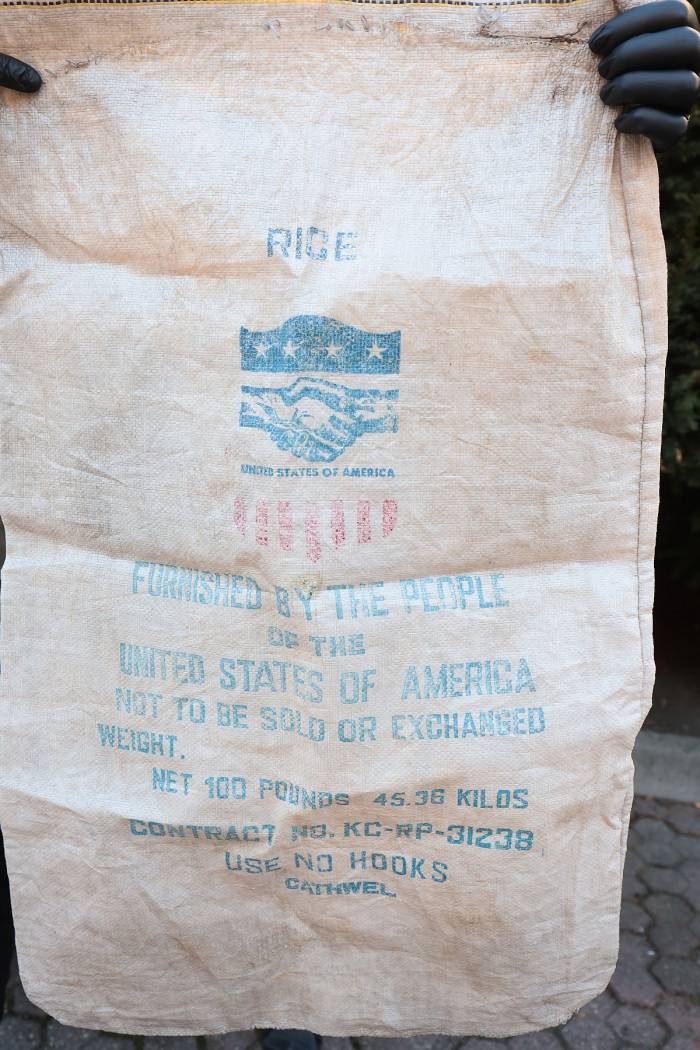 RICE
UNITED STATES OF AMERICA
FURNISHED BY THE PEOPLE
OF THE
UNITED STATES OF AMERICA
NOT TO BE SOLD OR EXCHANGED
WEIGHT.
NET 100 POUNDS 45.36 KILOS
CONTRACT NO. KC-RP-31238
USE NO HOOKS
CATHWEL